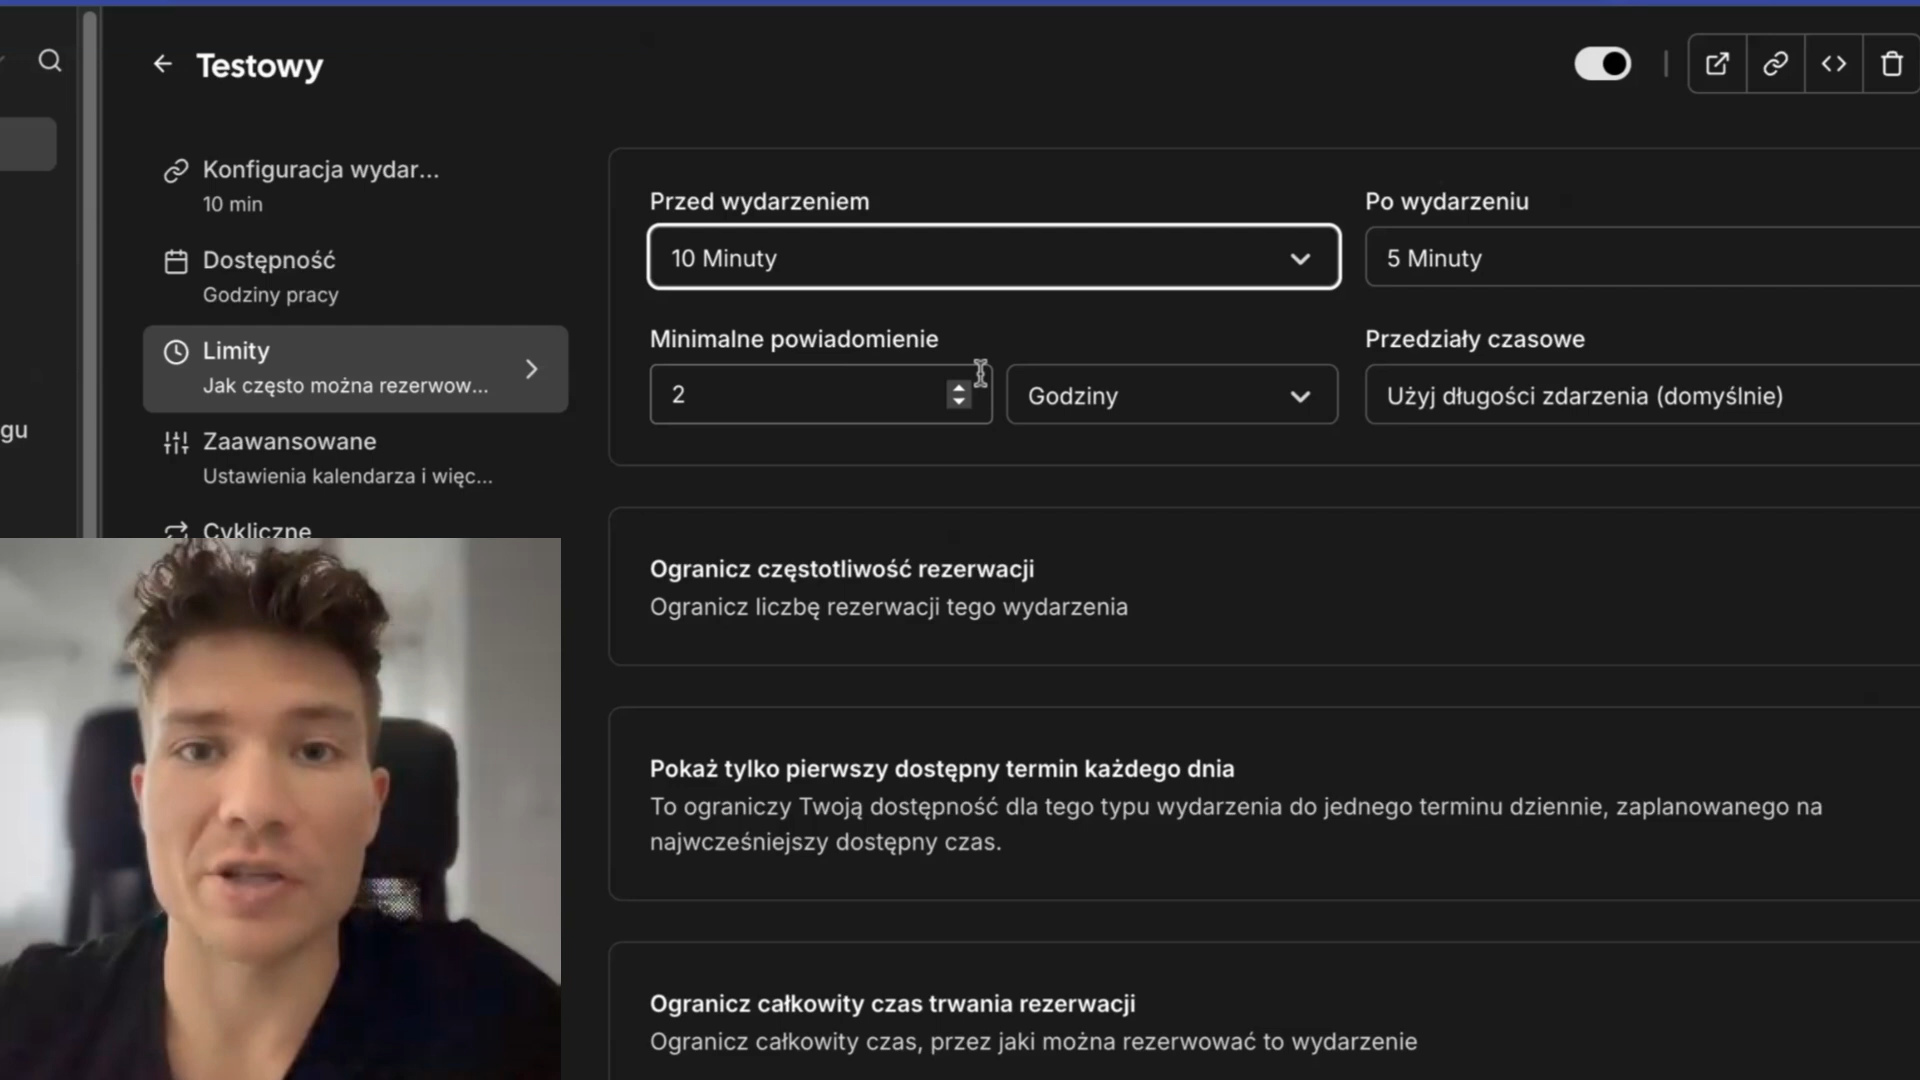 Testowy
Konfiguracja wydar...
10 min
Dostępność
Godziny pracy
Limity
Jak często można rezerwow...
gu
Zaawansowane
Ustawienia kalendarza i więc...
Cykliczne
Przed wydarzeniem
10 Minuty
Po wydarzeniu
5 Minuty
Minimalne powiadomienie
2
Godziny
Przedziały czasowe
Użyj długości zdarzenia (domyślnie)
Ogranicz częstotliwość rezerwacji
Ogranicz liczbę rezerwacji tego wydarzenia
Pokaż tylko pierwszy dostępny termin każdego dnia
To ograniczy Twoją dostępność dla tego typu wydarzenia do jednego terminu dziennie, zaplanowanego na
najwcześniejszy dostępny czas.
Ogranicz całkowity czas trwania rezerwacji
Ogranicz całkowity czas, przez jaki można rezerwować to wydarzenie